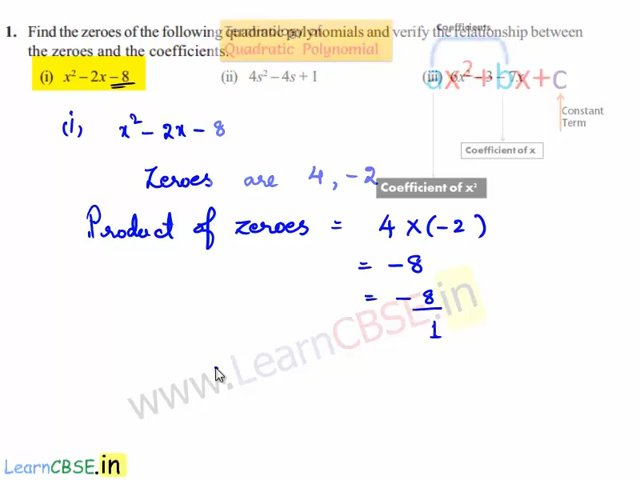 1. Find the zeroes of the following quadratic polynomials and verify the relationship between
the zeroes and the coefficients.
Terminology of
Quadratic Polynomial
Coefficients
(i) x² – 2x – 8 (ii) 4s² – 4s + 1 (iii) 6x² – 3 – 7x
ax²+bx+c
Constant
Term
Coefficient of x
Coefficient of x²
(i, x² – 2x – 8
Zeroes are 4, –2
Product of zeroes = 4 × (–2)
= –8
= –8/1
www.LearnCBSE.in
LearnCBSE.in